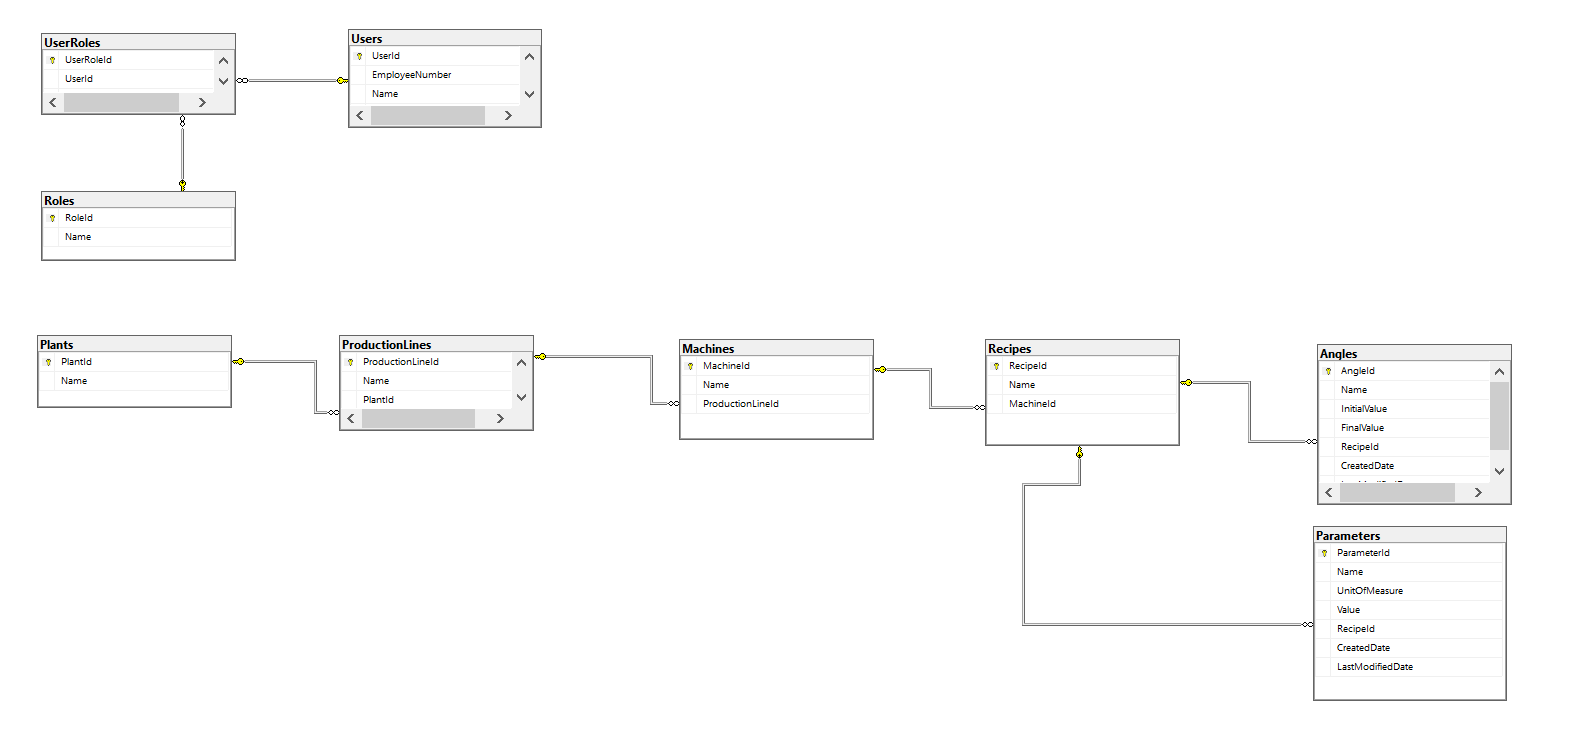 UserRoles
UserRoleId
UserId
Users
UserId
EmployeeNumber
Name
Roles
RoleId
Name
Plants
PlantId
Name
ProductionLines
ProductionLineId
Name
PlantId
Machines
MachineId
Name
ProductionLineId
Recipes
RecipeId
Name
MachineId
Angles
AngleId
Name
InitialValue
FinalValue
RecipeId
CreatedDate
Parameters
ParameterId
Name
UnitOfMeasure
Value
RecipeId
CreatedDate
LastModifiedDate